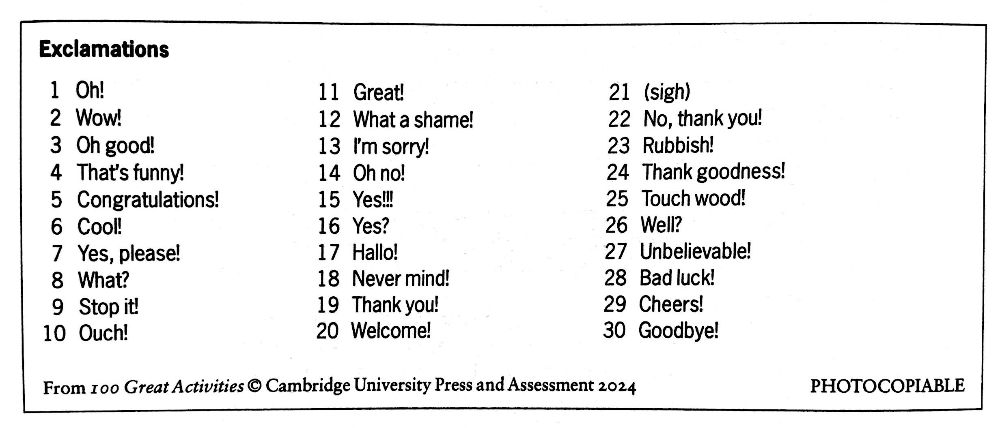 Exclamations
1 Oh!
2 Wow!
3 Oh good!
4 That's funny!
5 Congratulations!
6 Cool!
7 Yes, please!
8 What?
9 Stop it!
10 Ouch!
11 Great!
12 What a shame!
13 I'm sorry!
14 Oh no!
15 Yes!!!
16 Yes?
17 Hallo!
18 Never mind!
19 Thank you!
20 Welcome!
21 (sigh)
22 No, thank you!
23 Rubbish!
24 Thank goodness!
25 Touch wood!
26 Well?
27 Unbelievable!
28 Bad luck!
29 Cheers!
30 Goodbye!
From 100 Great Activities © Cambridge University Press and Assessment 2024 PHOTOCOPIABLE